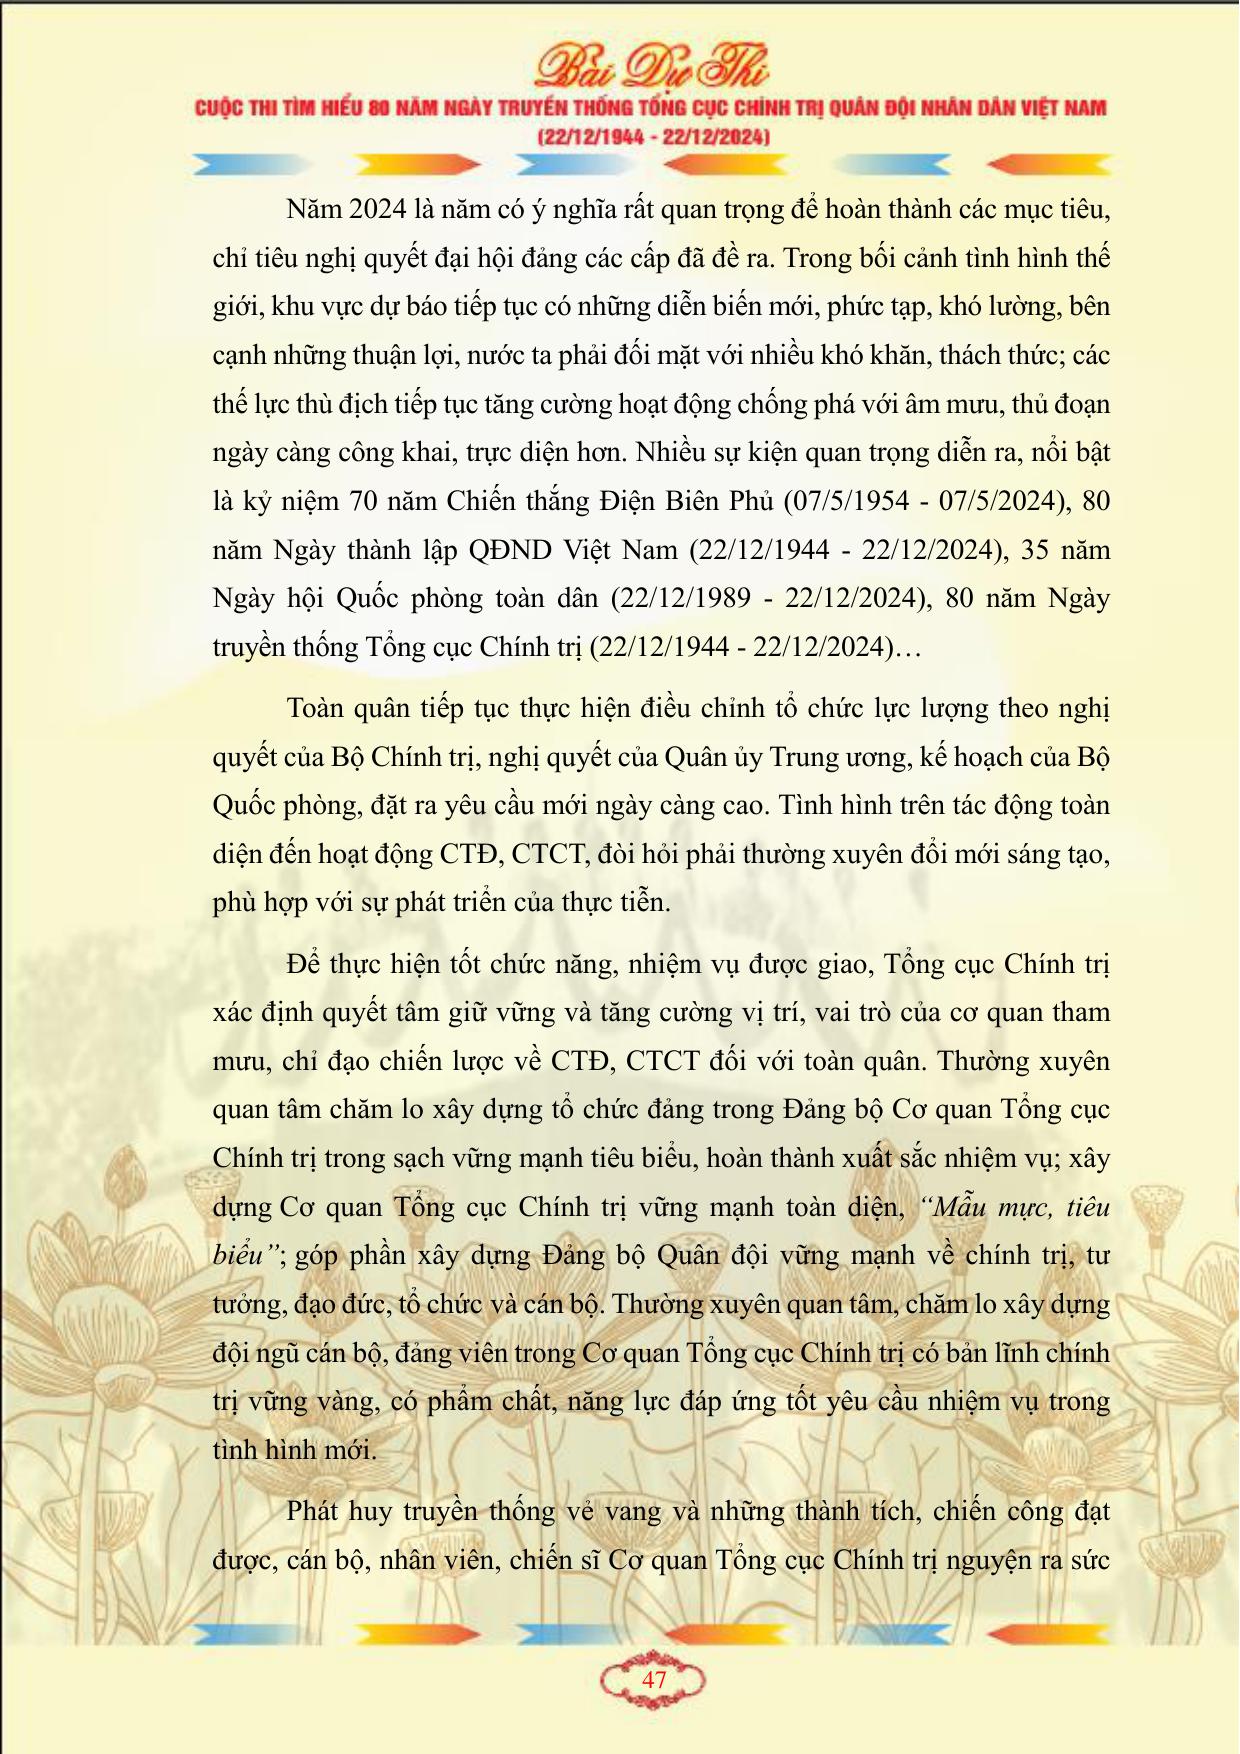 Bài Dự Thi
CUỘC THI TÌM HIỂU 80 NĂM NGÀY TRUYỀN THỐNG TỔNG CỤC CHÍNH TRỊ QUÂN ĐỘI NHÂN DÂN VIỆT NAM
(22/12/1944 - 22/12/2024)
Năm 2024 là năm có ý nghĩa rất quan trọng để hoàn thành các mục tiêu,
chỉ tiêu nghị quyết đại hội đảng các cấp đã đề ra. Trong bối cảnh tình hình thế
giới, khu vực dự báo tiếp tục có những diễn biến mới, phức tạp, khó lường, bên
cạnh những thuận lợi, nước ta phải đối mặt với nhiều khó khăn, thách thức; các
thế lực thù địch tiếp tục tăng cường hoạt động chống phá với âm mưu, thủ đoạn
ngày càng công khai, trực diện hơn. Nhiều sự kiện quan trọng diễn ra, nổi bật
là kỷ niệm 70 năm Chiến thắng Điện Biên Phủ (07/5/1954 - 07/5/2024), 80
năm Ngày thành lập QĐND Việt Nam (22/12/1944 - 22/12/2024), 35 năm
Ngày hội Quốc phòng toàn dân (22/12/1989 - 22/12/2024), 80 năm Ngày
truyền thống Tổng cục Chính trị (22/12/1944 - 22/12/2024)…
Toàn quân tiếp tục thực hiện điều chỉnh tổ chức lực lượng theo nghị
quyết của Bộ Chính trị, nghị quyết của Quân ủy Trung ương, kế hoạch của Bộ
Quốc phòng, đặt ra yêu cầu mới ngày càng cao. Tình hình trên tác động toàn
diện đến hoạt động CTĐ, CTCT, đòi hỏi phải thường xuyên đổi mới sáng tạo,
phù hợp với sự phát triển của thực tiễn.
Để thực hiện tốt chức năng, nhiệm vụ được giao, Tổng cục Chính trị
xác định quyết tâm giữ vững và tăng cường vị trí, vai trò của cơ quan tham
mưu, chỉ đạo chiến lược về CTĐ, CTCT đối với toàn quân. Thường xuyên
quan tâm chăm lo xây dựng tổ chức đảng trong Đảng bộ Cơ quan Tổng cục
Chính trị trong sạch vững mạnh tiêu biểu, hoàn thành xuất sắc nhiệm vụ; xây
dựng Cơ quan Tổng cục Chính trị vững mạnh toàn diện, “Mẫu mực, tiêu
biểu”; góp phần xây dựng Đảng bộ Quân đội vững mạnh về chính trị, tư
tưởng, đạo đức, tổ chức và cán bộ. Thường xuyên quan tâm, chăm lo xây dựng
đội ngũ cán bộ, đảng viên trong Cơ quan Tổng cục Chính trị có bản lĩnh chính
trị vững vàng, có phẩm chất, năng lực đáp ứng tốt yêu cầu nhiệm vụ trong
tình hình mới.
Phát huy truyền thống vẻ vang và những thành tích, chiến công đạt
được, cán bộ, nhân viên, chiến sĩ Cơ quan Tổng cục Chính trị nguyện ra sức
47